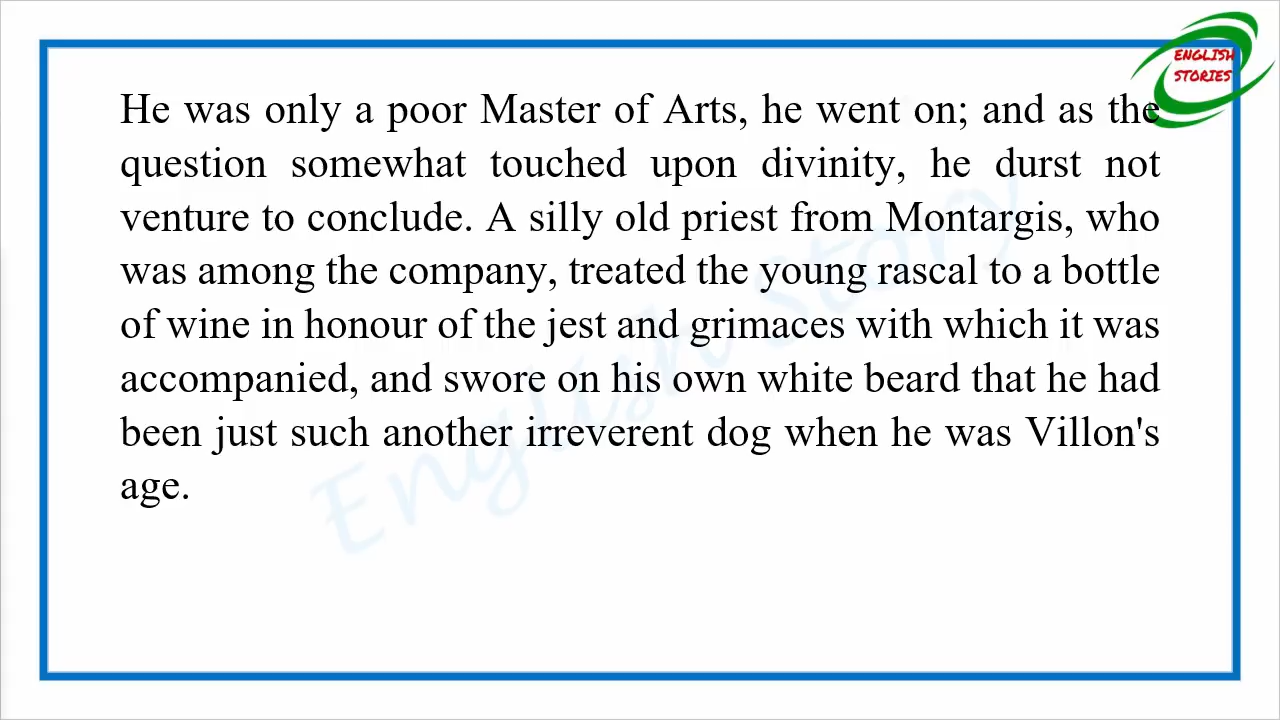 ENGLISH
STORIES
He was only a poor Master of Arts, he went on; and as the
question somewhat touched upon divinity, he durst not
venture to conclude. A silly old priest from Montargis, who
was among the company, treated the young rascal to a bottle
of wine in honour of the jest and grimaces with which it was
accompanied, and swore on his own white beard that he had
been just such another irreverent dog when he was Villon's
age.
English Story